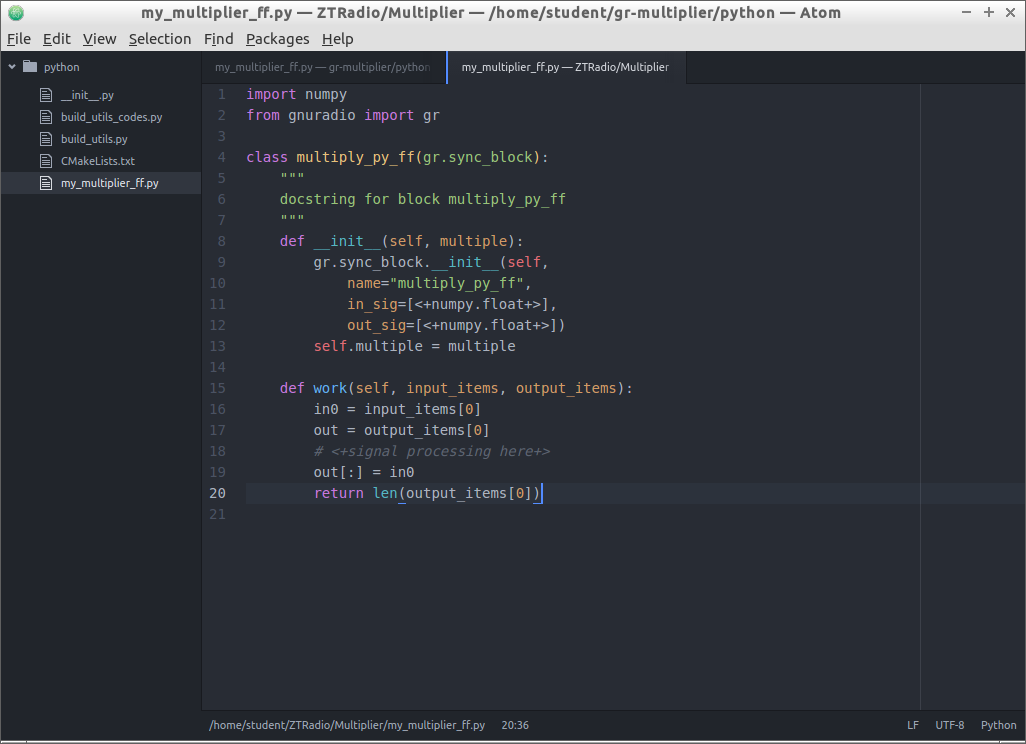 my_multiplier_ff.py — ZTRadio/Multiplier — /home/student/gr-multiplier/python — Atom
File Edit View Selection Find Packages Help
python
__init__.py
build_utils_codes.py
build_utils.py
CMakeLists.txt
my_multiplier_ff.py
my_multiplier_ff.py — gr-multiplier/python
my_multiplier_ff.py — ZTRadio/Multiplier
1 import numpy
2 from gnuradio import gr
3
4 class multiply_py_ff(gr.sync_block):
5     """
6     docstring for block multiply_py_ff
7     """
8     def __init__(self, multiple):
9         gr.sync_block.__init__(self,
10             name="multiply_py_ff",
11             in_sig=[<+numpy.float+>],
12             out_sig=[<+numpy.float+>])
13         self.multiple = multiple
14
15     def work(self, input_items, output_items):
16         in0 = input_items[0]
17         out = output_items[0]
18         # <+signal processing here+>
19         out[:] = in0
20         return len(output_items[0])
21
/home/student/ZTRadio/Multiplier/my_multiplier_ff.py 20:36 LF UTF-8 Python